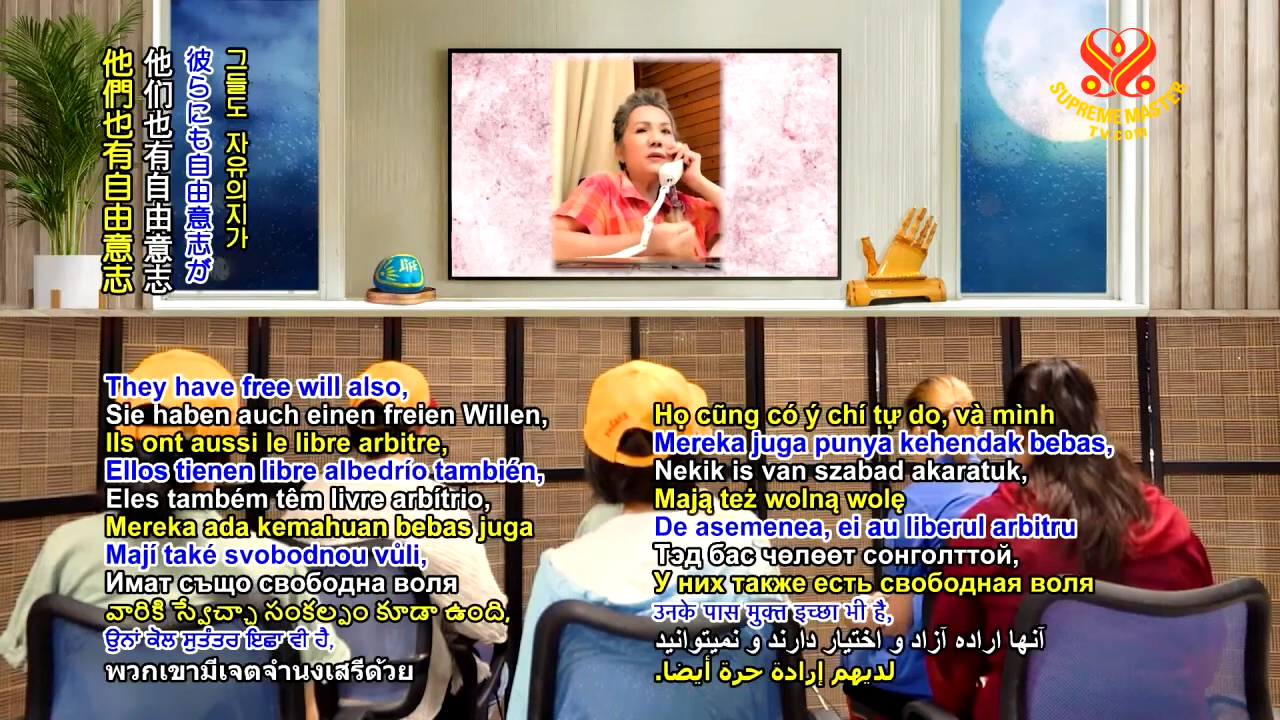 그들도 자유의지가
彼らにも自由意志が
他们也有自由意志
他們也有自由意志
SUPREME MASTER
TV.com
LIFE
They have free will also,
Sie haben auch einen freien Willen,
Ils ont aussi le libre arbitre,
Ellos tienen libre albedrío también,
Eles também têm livre arbítrio,
Mereka ada kemahuan bebas juga
Mají také svobodnou vůli,
Имат също свободна воля
వారికి స్వేచ్ఛా సంకల్పం కూడా ఉంది,
ਉਨਾਂ ਕੋਲ ਸੁਤੰਤਰ ਇਛਾ ਵੀ ਹੈ,
พวกเขามีเจตจำนงเสรีด้วย
Họ cũng có ý chí tự do, và mình
Mereka juga punya kehendak bebas,
Nekik is van szabad akaratuk,
Mają też wolną wolę
De asemenea, ei au liberul arbitru
Тэд бас чөлөөт сонголттой,
У них также есть свободная воля
उनके पास मुक्त इच्छा भी है,
آنها اراده آزاد و اختیار دارند و نمیتوانید
لديهم إرادة حرة أيضا.